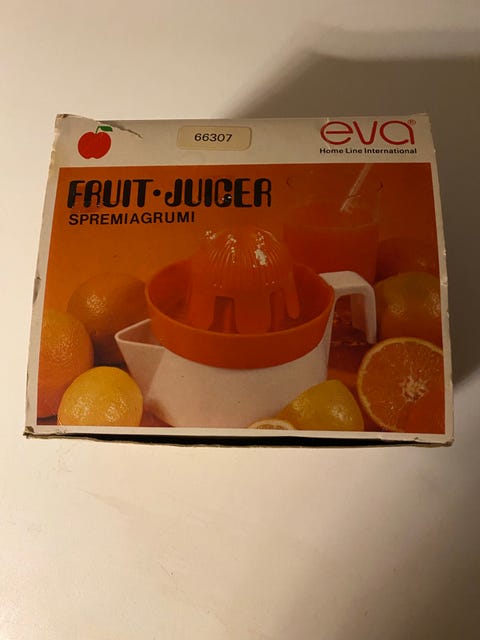 66307
eva®
Home Line International
FRUIT·JUICER
SPREMIAGRUMI